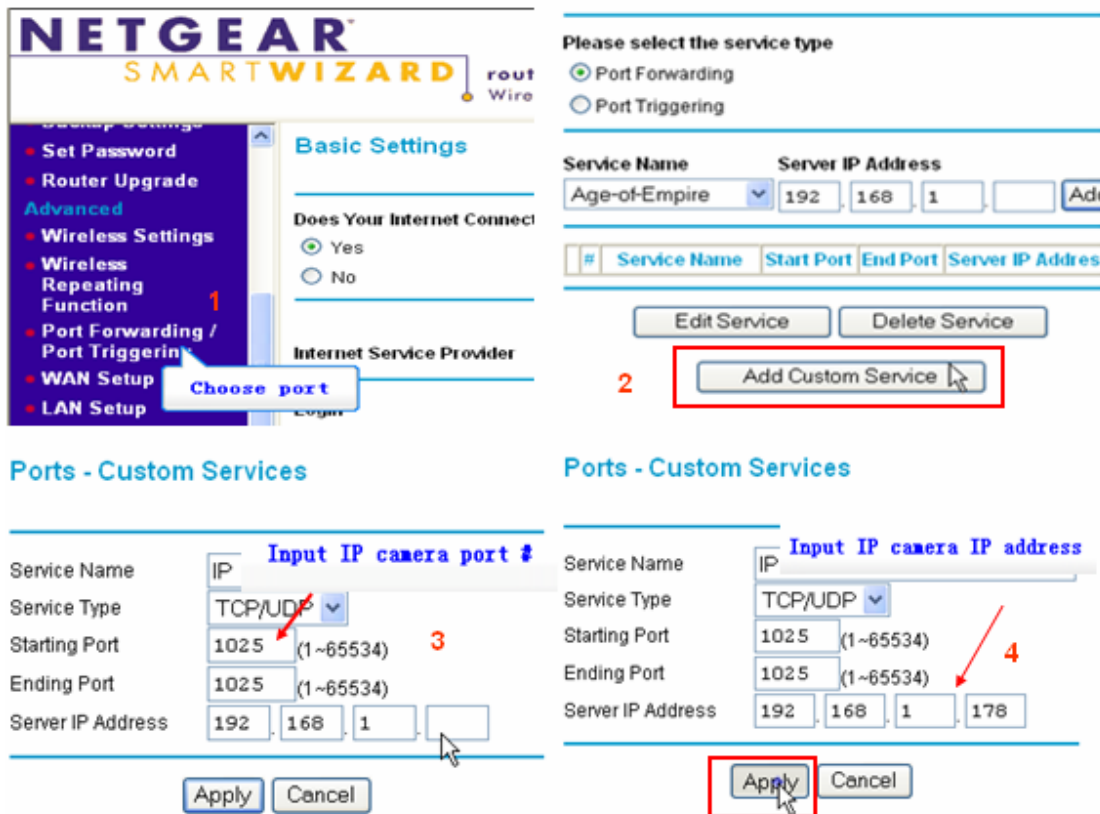 NETGEAR
SMARTWIZARD
rout
Wire
Backup Settings
Set Password
Router Upgrade
Advanced
Wireless Settings
Wireless
Repeating
Function
1
Port Forwarding /
Port Triggering
WAN Setup
LAN Setup
Choose port
Basic Settings
Does Your Internet Connect
Yes
No
Internet Service Provider
Login
Please select the service type
Port Forwarding
Port Triggering
Service Name Server IP Address
Age-of-Empire 192 . 168 . 1 .
# Service Name Start Port End Port Server IP Addres
Edit Service Delete Service
2 Add Custom Service
Ports - Custom Services
Input IP camera port #
Service Name IP
Service Type TCP/UDP
Starting Port 1025 (1~65534)
3
Ending Port 1025 (1~65534)
Server IP Address 192 . 168 . 1 .
Apply Cancel
Ports - Custom Services
Input IP camera IP address
Service Name IP
Service Type TCP/UDP
Starting Port 1025 (1~65534)
4
Ending Port 1025 (1~65534)
Server IP Address 192 . 168 . 1 . 178
Apply Cancel